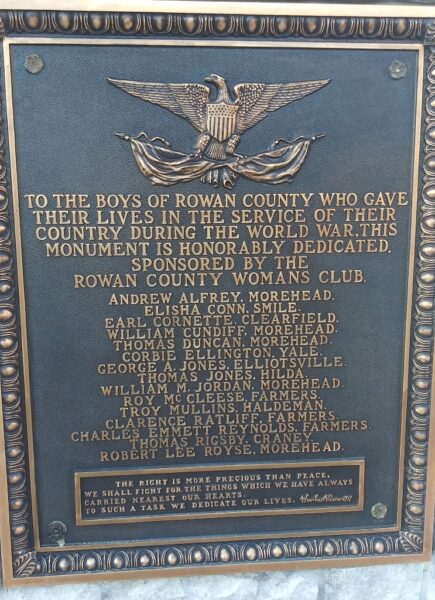 TO THE BOYS OF ROWAN COUNTY WHO GAVE
THEIR LIVES IN THE SERVICE OF THEIR
COUNTRY DURING THE WORLD WAR, THIS
MONUMENT IS HONORABLY DEDICATED,
SPONSORED BY THE
ROWAN COUNTY WOMANS CLUB.
ANDREW ALFREY, MOREHEAD.
ELISHA CONN, SMILE.
EARL CORNETTE, CLEARFIELD.
WILLIAM CUNDIFF, MOREHEAD.
THOMAS DUNCAN, MOREHEAD.
CORBIE ELLINGTON, YALE.
GEORGE A. JONES, ELLIOTSVILLE.
THOMAS JONES, HILDA.
WILLIAM M. JORDAN, MOREHEAD.
ROY McCLEESE, FARMERS.
TROY MULLINS, HALDEMAN.
CLARENCE RATLIFF, FARMERS.
CHARLES EMMETT REYNOLDS, FARMERS.
THOMAS RIGSBY, CRANEY.
ROBERT LEE ROYSE, MOREHEAD.
THE RIGHT IS MORE PRECIOUS THAN PEACE,
WE SHALL FIGHT FOR THE THINGS WHICH WE HAVE ALWAYS
CARRIED NEAREST OUR HEARTS.
TO SUCH A TASK WE DEDICATE OUR LIVES.